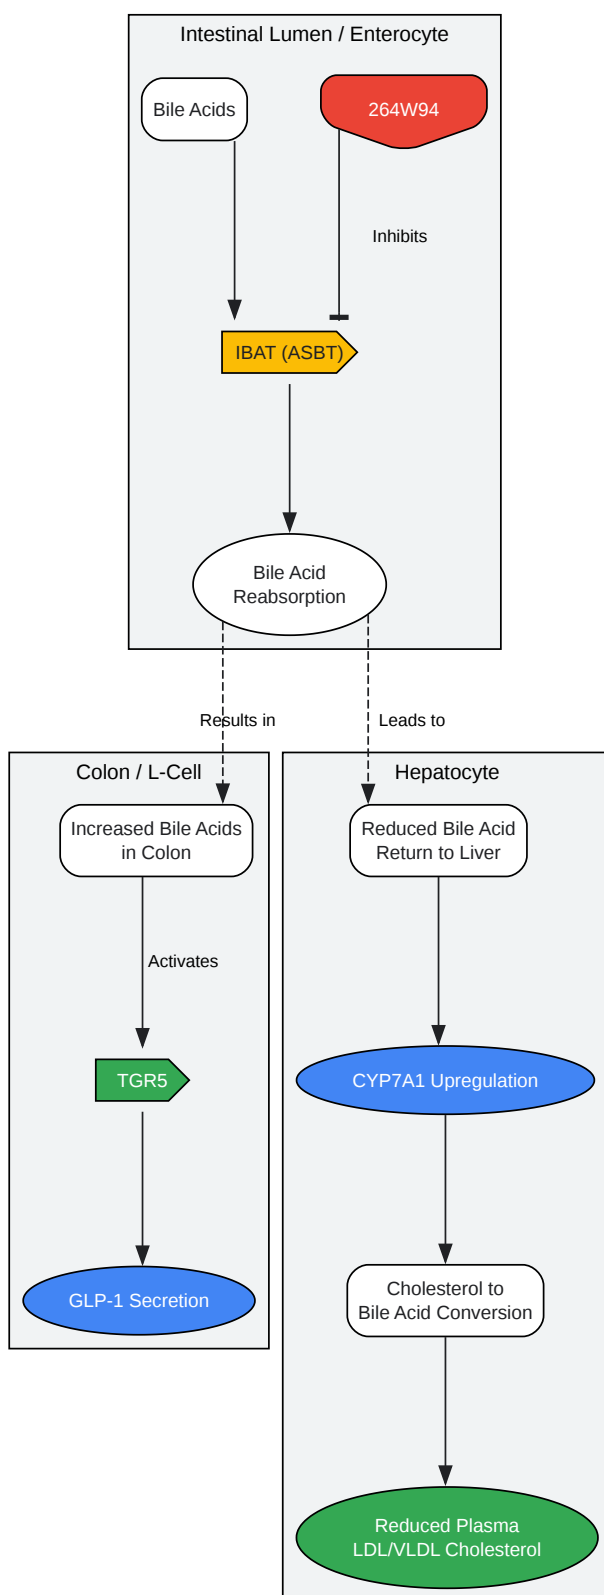 Intestinal Lumen / Enterocyte
Bile Acids
264W94
Inhibits
IBAT (ASBT)
Bile Acid
Reabsorption
Results in
Leads to
Colon / L-Cell
Hepatocyte
Increased Bile Acids
in Colon
Reduced Bile Acid
Return to Liver
Activates
TGR5
CYP7A1 Upregulation
GLP-1 Secretion
Cholesterol to
Bile Acid Conversion
Reduced Plasma
LDL/VLDL Cholesterol